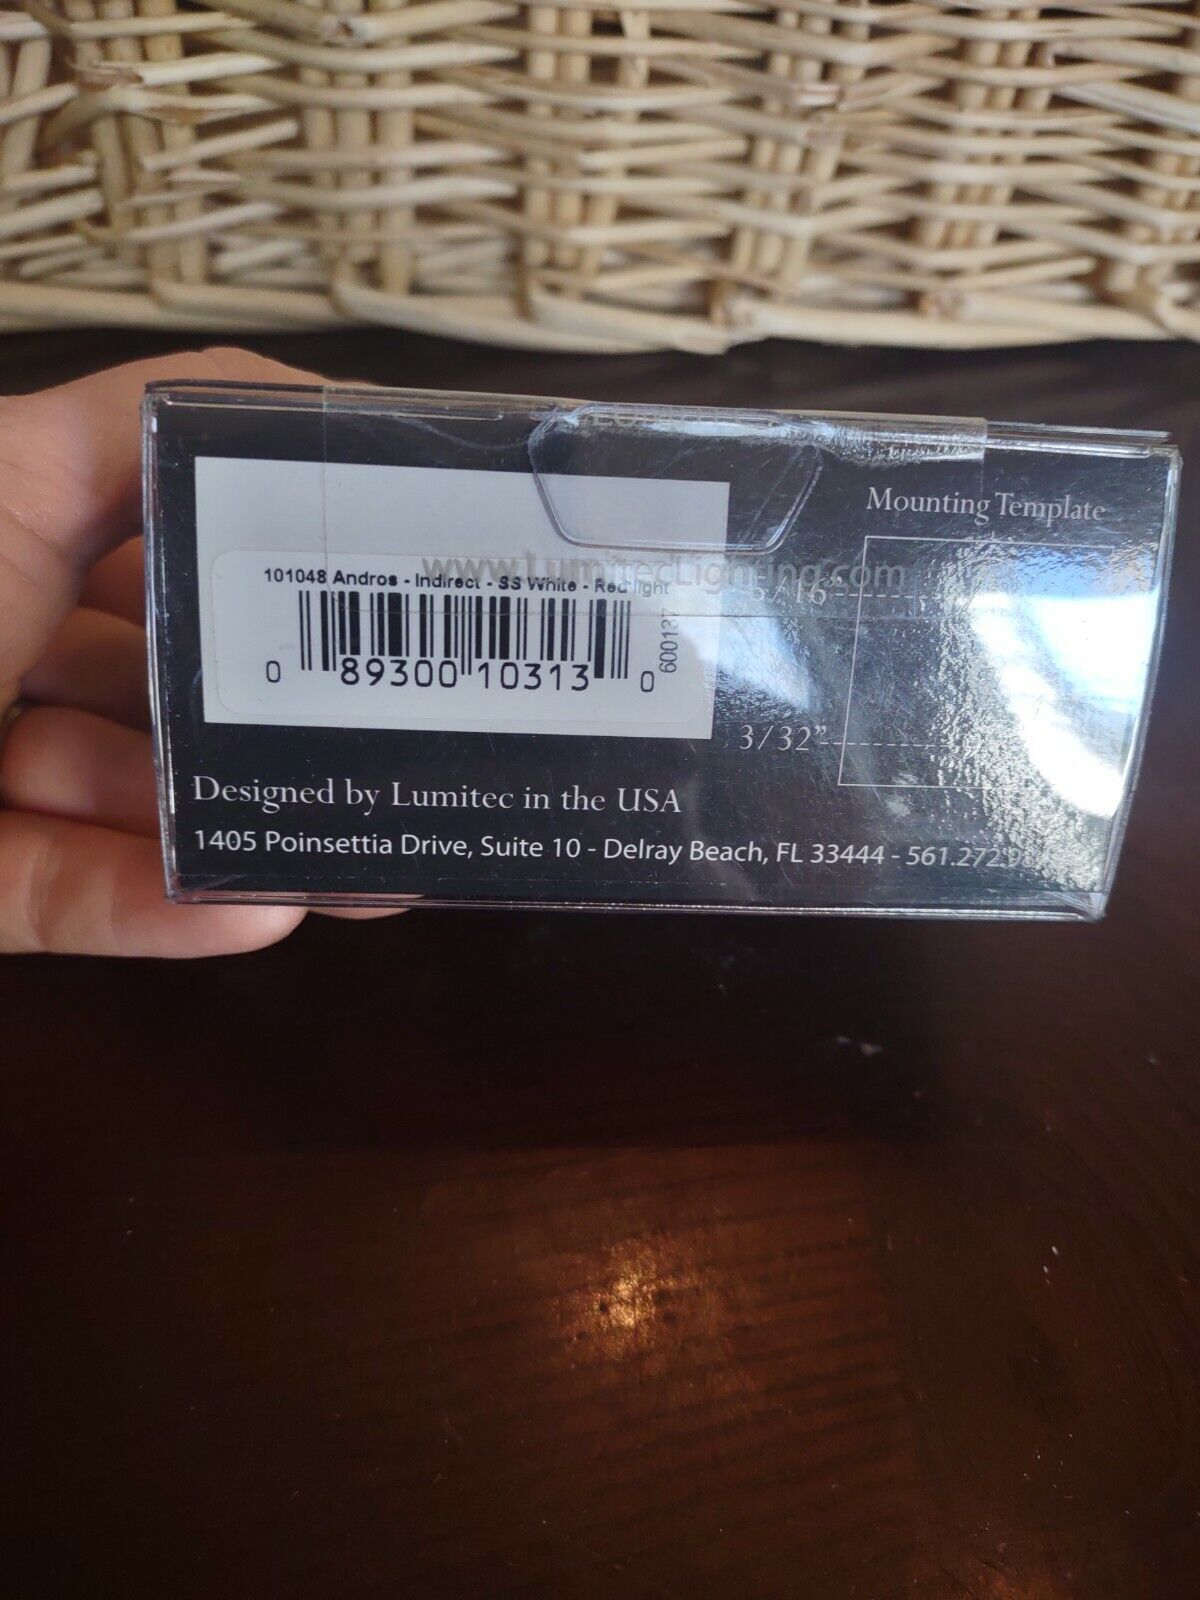 Mounting Template
www.LumitecLighting.com
101048 Andros - Indirect - SS White - Red light
5/16"
600137
0 89300 10313 0
3/32"
Designed by Lumitec in the USA
1405 Poinsettia Drive, Suite 10 - Delray Beach, FL 33444 - 561.272.